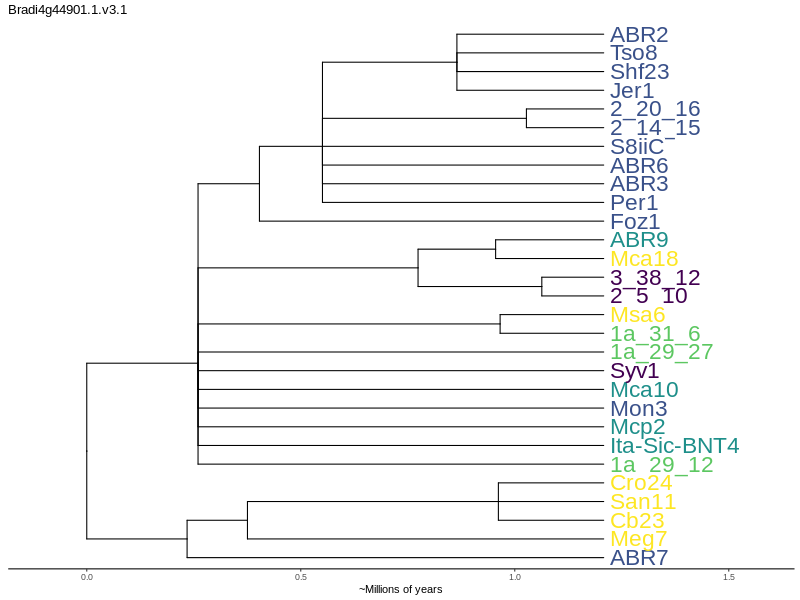 Bradi4g44901.1.v3.1
ABR2
Tso8
Shf23
Jer1
2_20_16
2_14_15
S8iiC
ABR6
ABR3
Per1
Foz1
ABR9
Mca18
3_38_12
2_5_10
Msa6
1a_31_6
1a_29_27
Syv1
Mca10
Mon3
Mcp2
Ita-Sic-BNT4
1a_29_12
Cro24
San11
Cb23
Meg7
ABR7
0.0 0.5 1.0 1.5
~Millions of years